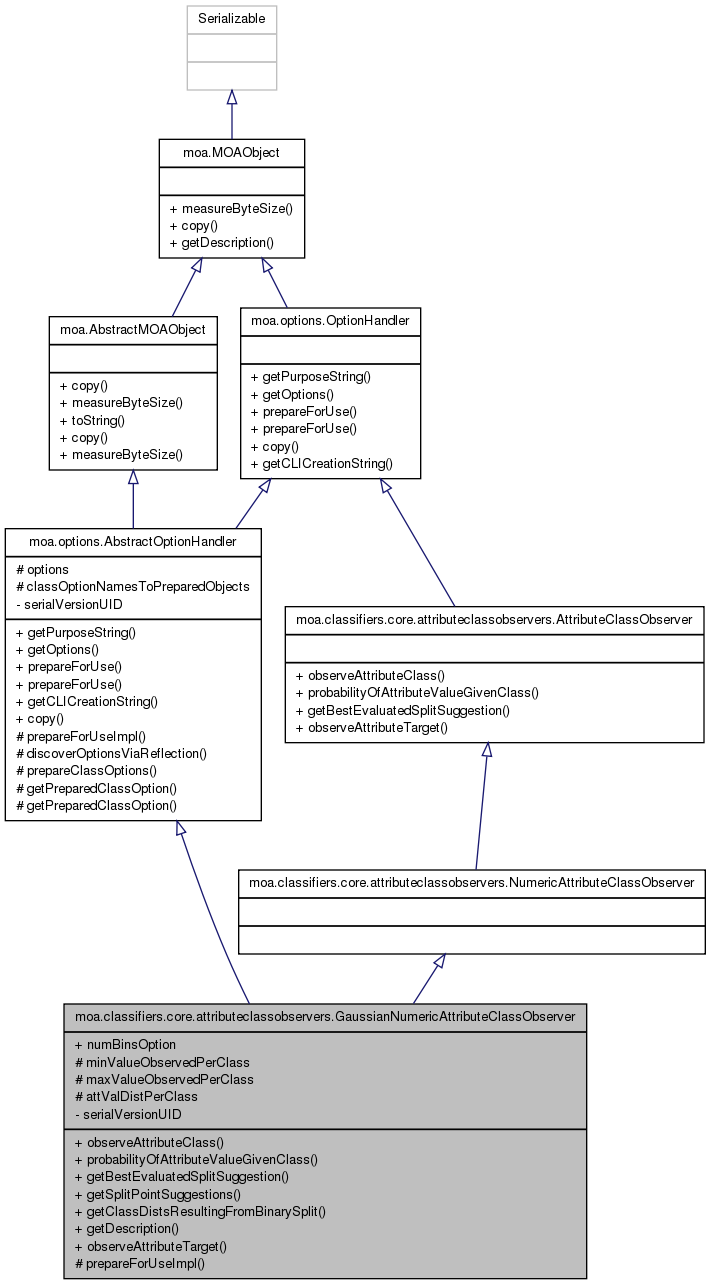 Serializable
moa.MOAObject
+ measureByteSize()
+ copy()
+ getDescription()
moa.AbstractMOAObject
+ copy()
+ measureByteSize()
+ toString()
+ copy()
+ measureByteSize()
moa.options.OptionHandler
+ getPurposeString()
+ getOptions()
+ prepareForUse()
+ prepareForUse()
+ copy()
+ getCLICreationString()
moa.options.AbstractOptionHandler
# options
# classOptionNamesToPreparedObjects
- serialVersionUID
+ getPurposeString()
+ getOptions()
+ prepareForUse()
+ prepareForUse()
+ getCLICreationString()
+ copy()
# prepareForUseImpl()
# discoverOptionsViaReflection()
# prepareClassOptions()
# getPreparedClassOption()
# getPreparedClassOption()
moa.classifiers.core.attributeclassobservers.AttributeClassObserver
+ observeAttributeClass()
+ probabilityOfAttributeValueGivenClass()
+ getBestEvaluatedSplitSuggestion()
+ observeAttributeTarget()
moa.classifiers.core.attributeclassobservers.NumericAttributeClassObserver
moa.classifiers.core.attributeclassobservers.GaussianNumericAttributeClassObserver
+ numBinsOption
# minValueObservedPerClass
# maxValueObservedPerClass
# attValDistPerClass
- serialVersionUID
+ observeAttributeClass()
+ probabilityOfAttributeValueGivenClass()
+ getBestEvaluatedSplitSuggestion()
+ getSplitPointSuggestions()
+ getClassDistsResultingFromBinarySplit()
+ getDescription()
+ observeAttributeTarget()
# prepareForUseImpl()